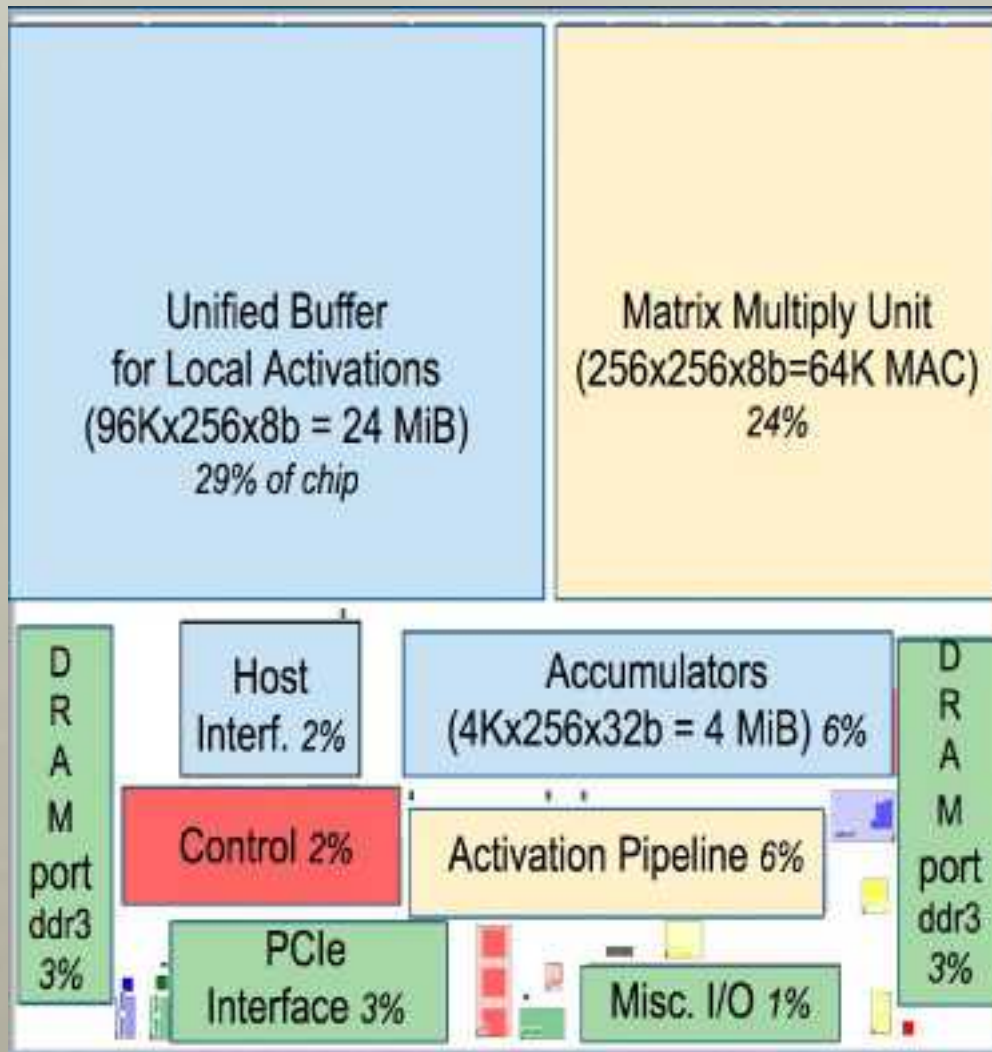 Unified Buffer
for Local Activations
(96Kx256x8b = 24 MiB)
29% of chip
Matrix Multiply Unit
(256x256x8b=64K MAC)
24%
D
R
A
M
port
ddr3
3%
Host
Interf. 2%
Accumulators
(4Kx256x32b = 4 MiB) 6%
D
R
A
M
port
ddr3
3%
Control 2%
Activation Pipeline 6%
PCIe
Interface 3%
Misc. I/O 1%